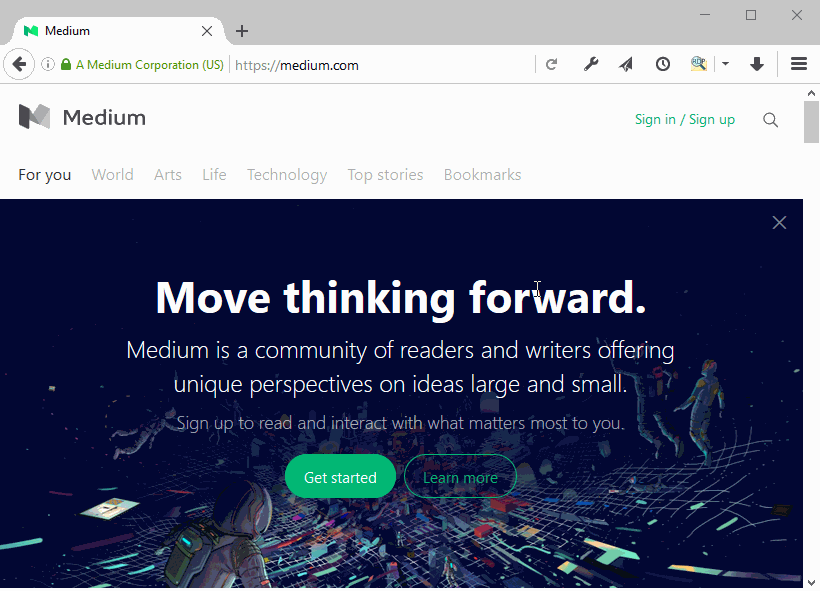 Medium
A Medium Corporation (US) https://medium.com
Medium
Sign in / Sign up
For you World Arts Life Technology Top stories Bookmarks
Move thinking forward.
Medium is a community of readers and writers offering
unique perspectives on ideas large and small.
Sign up to read and interact with what matters most to you.
Get started Learn more